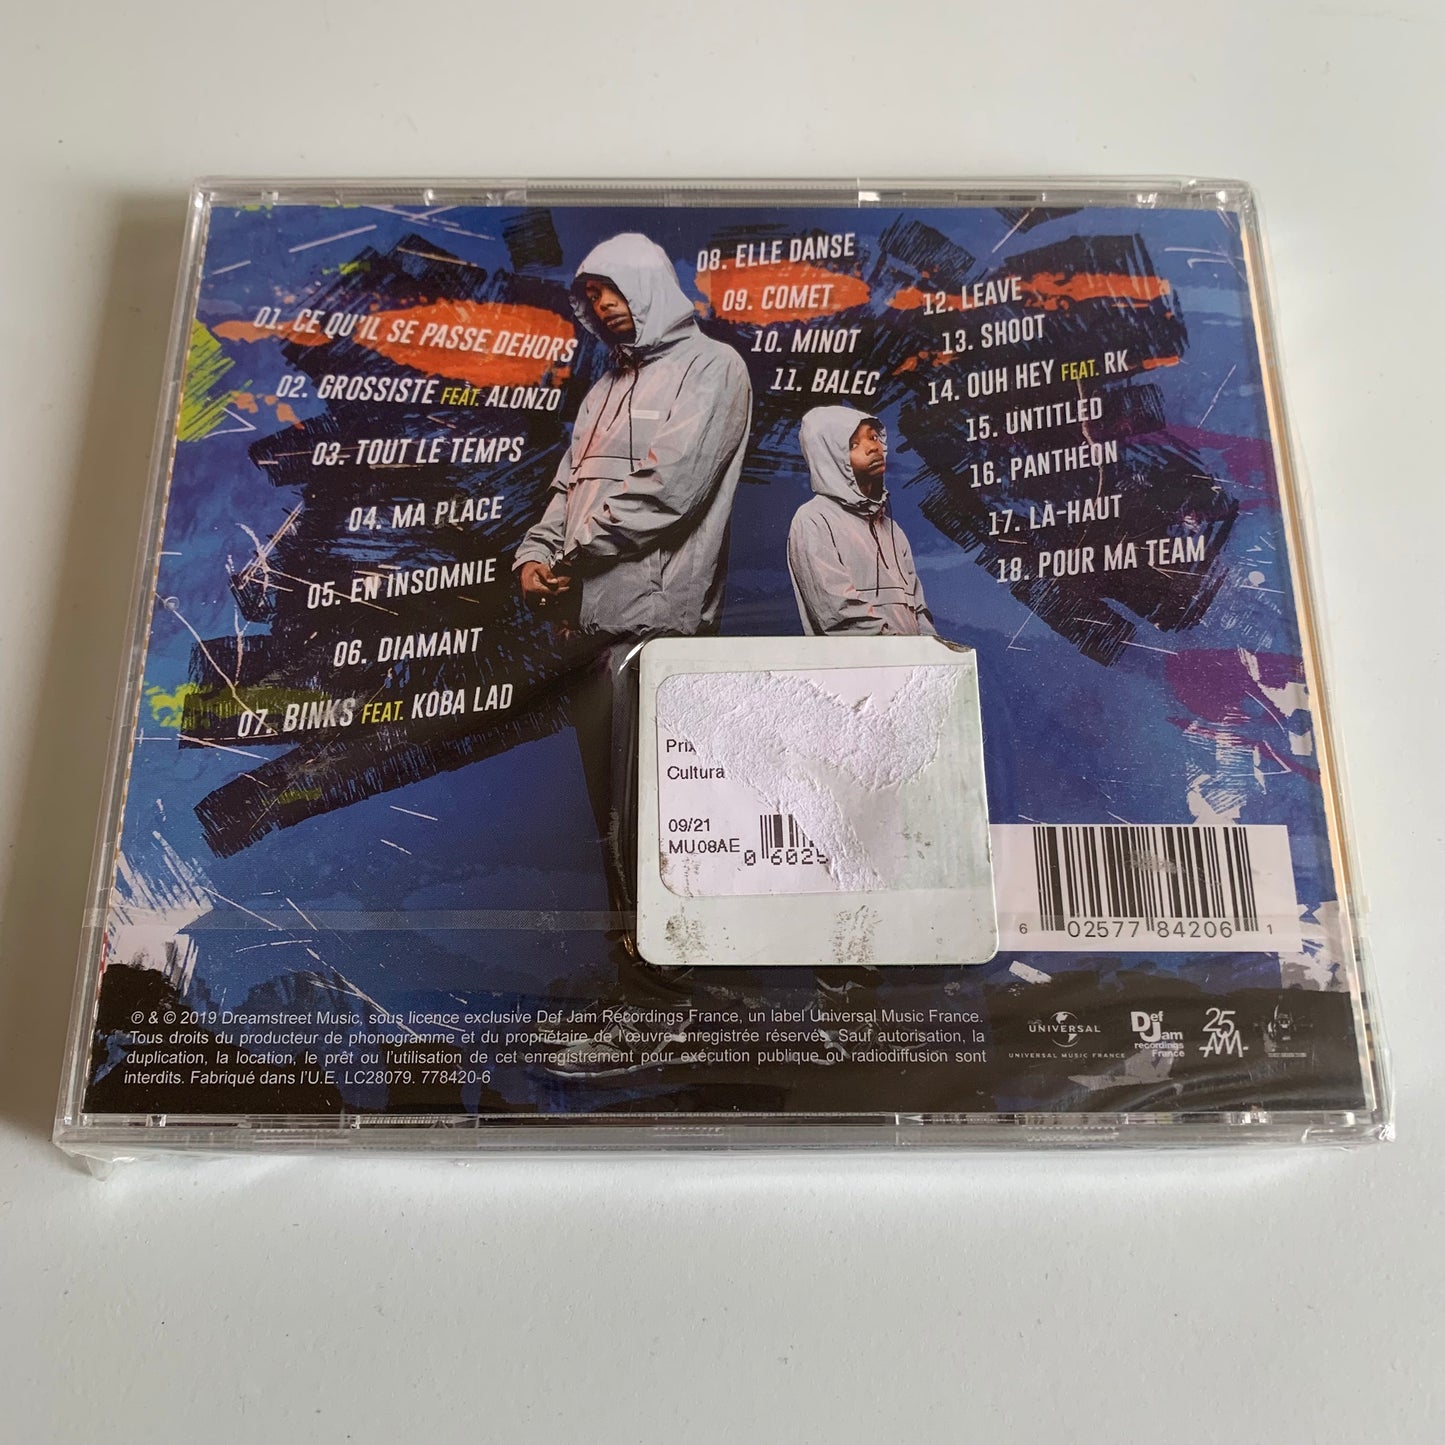 01. CE QU'IL SE PASSE DEHORS
02. GROSSISTE FEAT. ALONZO
03. TOUT LE TEMPS
04. MA PLACE
05. EN INSOMNIE
06. DIAMANT
07. BINKS FEAT. KOBA LAD
08. ELLE DANSE
09. COMET
10. MINOT
11. BALEC
12. LEAVE
13. SHOOT
14. OUH HEY FEAT. RK
15. UNTITLED
16. PANTHÉON
17. LÀ-HAUT
18. POUR MA TEAM
Prix
Cultura
09/21
MU.08AE
0 6025
6 02577 84206 1
℗ & © 2019 Dreamstreet Music, sous licence exclusive Def Jam Recordings France, un label Universal Music France.
Tous droits du producteur de phonogramme et du propriétaire de l'œuvre enregistrée réservés. Sauf autorisation, la
duplication, la location, le prêt ou l'utilisation de cet enregistrement pour exécution publique ou radiodiffusion sont
interdits. Fabriqué dans l'U.E. LC28079. 778420-6
UNIVERSAL
UNIVERSAL MUSIC FRANCE
Def
Jam
recordings
France
25